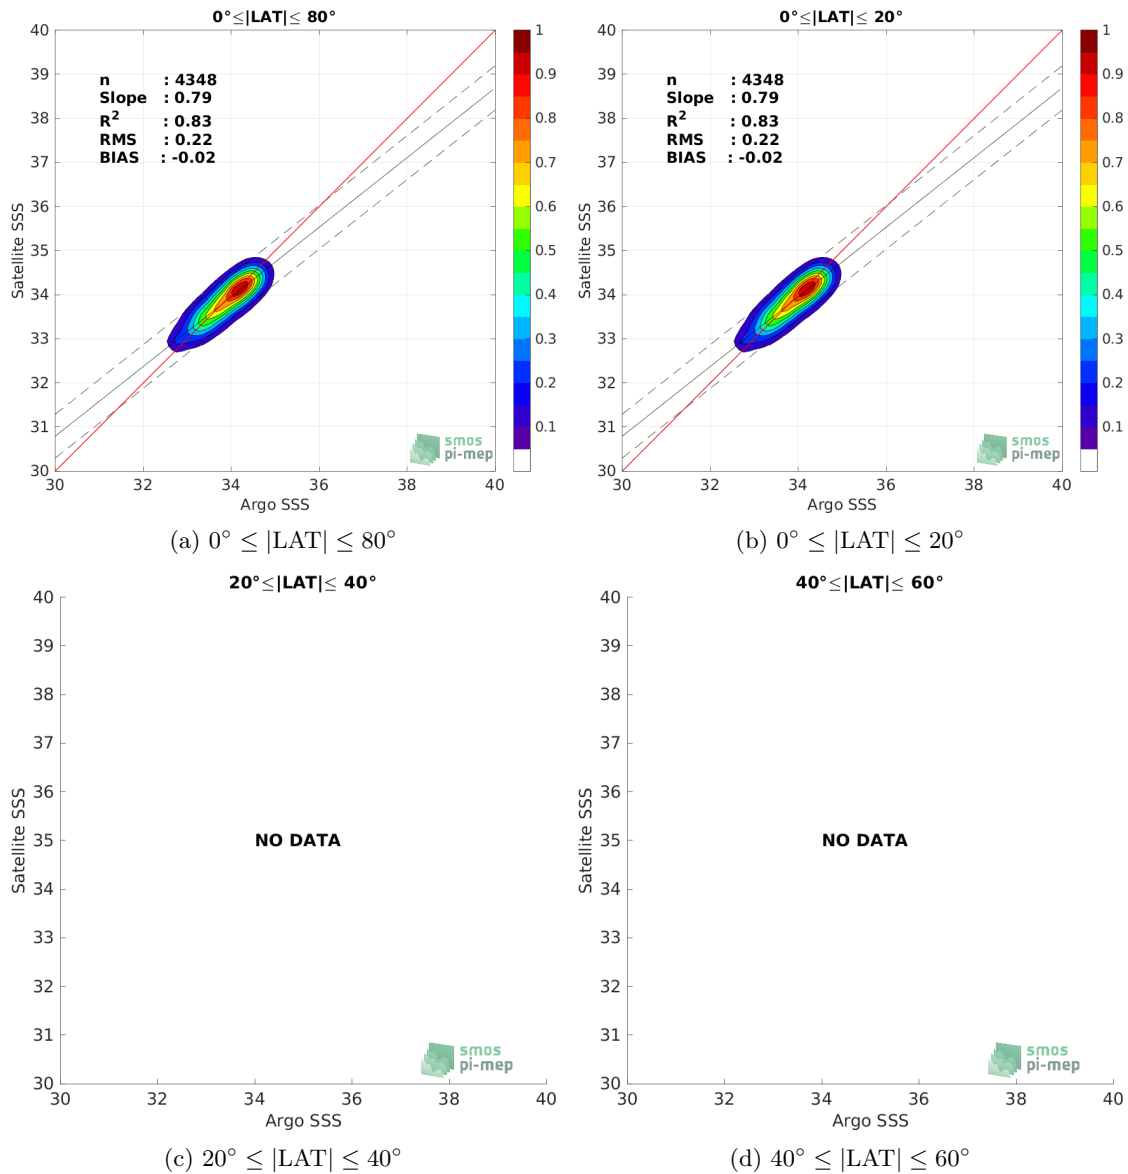 0°≤|LAT|≤ 80°
40
39
38
37
36
35
34
33
32
31
30
30 32 34 36 38 40
Satellite SSS
Argo SSS
n : 4348
Slope : 0.79
R² : 0.83
RMS : 0.22
BIAS : -0.02
1
0.9
0.8
0.7
0.6
0.5
0.4
0.3
0.2
0.1
smos
pi-mep
(a) 0° ≤ |LAT| ≤ 80°
0°≤|LAT|≤ 20°
40
39
38
37
36
35
34
33
32
31
30
30 32 34 36 38 40
Satellite SSS
Argo SSS
n : 4348
Slope : 0.79
R² : 0.83
RMS : 0.22
BIAS : -0.02
1
0.9
0.8
0.7
0.6
0.5
0.4
0.3
0.2
0.1
smos
pi-mep
(b) 0° ≤ |LAT| ≤ 20°
20°≤|LAT|≤ 40°
40
39
38
37
36
35
34
33
32
31
30
30 32 34 36 38 40
Satellite SSS
Argo SSS
NO DATA
smos
pi-mep
(c) 20° ≤ |LAT| ≤ 40°
40°≤|LAT|≤ 60°
40
39
38
37
36
35
34
33
32
31
30
30 32 34 36 38 40
Satellite SSS
Argo SSS
NO DATA
smos
pi-mep
(d) 40° ≤ |LAT| ≤ 60°